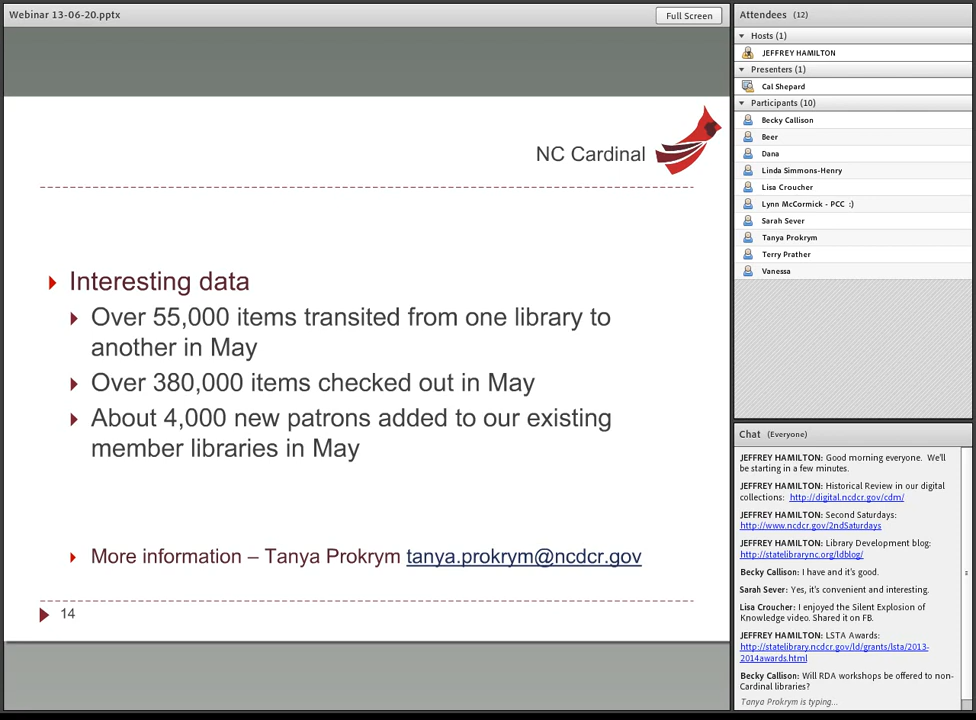 Webinar 13-06-20.pptx
Full Screen
NC Cardinal
Interesting data
Over 55,000 items transited from one library to
another in May
Over 380,000 items checked out in May
About 4,000 new patrons added to our existing
member libraries in May
More information – Tanya Prokrym tanya.prokrym@ncdcr.gov
14
Attendees (12)
Hosts (1)
JEFFREY HAMILTON
Presenters (1)
Cal Shepard
Participants (10)
Becky Callison
Beer
Dana
Linda Simmons-Henry
Lisa Croucher
Lynn McCormick - PCC :)
Sarah Sever
Tanya Prokrym
Terry Prather
Vanessa
Chat (Everyone)
JEFFREY HAMILTON: Good morning everyone. We'll
be starting in a few minutes.
JEFFREY HAMILTON: Historical Review in our digital
collections: http://digital.ncdcr.gov/cdm/
JEFFREY HAMILTON: Second Saturdays:
http://www.ncdcr.gov/2ndSaturdays
JEFFREY HAMILTON: Library Development blog:
http://statelibrarync.org/ldblog/
Becky Callison: I have and it's good.
Sarah Sever: Yes, it's convenient and interesting.
Lisa Croucher: I enjoyed the Silent Explosion of
Knowledge video. Shared it on FB.
JEFFREY HAMILTON: LSTA Awards:
http://statelibrary.ncdcr.gov/ld/grants/lsta/2013-
2014awards.html
Becky Callison: Will RDA workshops be offered to non-
Cardinal libraries?
Tanya Prokrym is typing...